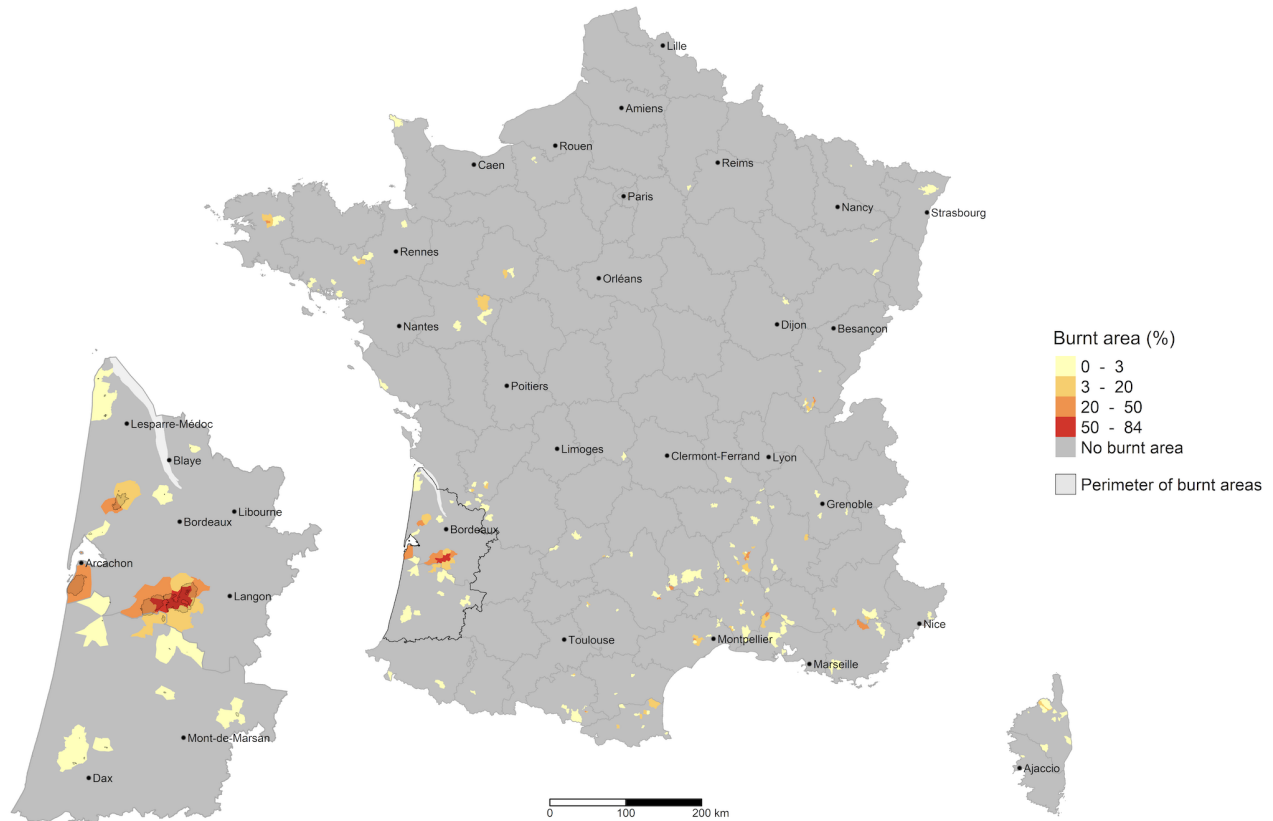 Lille
Amiens
Rouen
Caen
Reims
Paris
Nancy
Strasbourg
Rennes
Orléans
Nantes
Dijon
Besançon
Poitiers
Burnt area (%)
0 - 3
3 - 20
20 - 50
50 - 84
No burnt area
Perimeter of burnt areas
Lesparre-Médoc
Blaye
Libourne
Bordeaux
Arcachon
Langon
Mont-de-Marsan
Dax
Limoges
Clermont-Ferrand
Lyon
Grenoble
Bordeaux
Toulouse
Montpellier
Nice
Marseille
Ajaccio
0 100 200 km